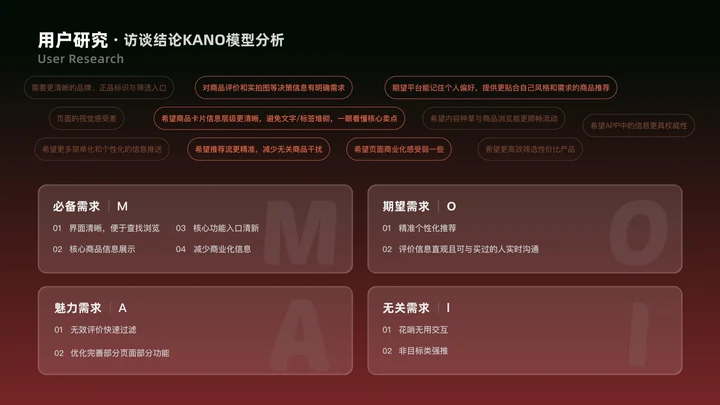 用户研究 · 访谈结论KANO模型分析
User Research
需要更清晰的品牌、正品标识与筛选入口
对商品评价和实拍图等决策信息有明确需求
期望平台能记住个人偏好，提供更贴合自己风格和需求的商品推荐
页面的视觉感受差
希望商品卡片信息层级更清晰，避免文字/标签堆砌，一眼看懂核心卖点
希望内容种草与商品浏览能更顺畅流动
希望APP中的信息更具权威性
希望更多简单化和个性化的信息推送
希望推荐流更精准，减少无关商品干扰
希望页面商业化感受弱一些
希望更高效筛选性价比产品
必备需求 | M
01 界面清晰，便于查找浏览
03 核心功能入口清新
02 核心商品信息展示
04 减少商业化信息
M
期望需求 | O
01 精准个性化推荐
02 评价信息直观且可与买过的人实时沟通
O
魅力需求 | A
01 无效评价快速过滤
02 优化完善部分页面部分功能
A
无关需求 | I
01 花哨无用交互
02 非目标类强推
I